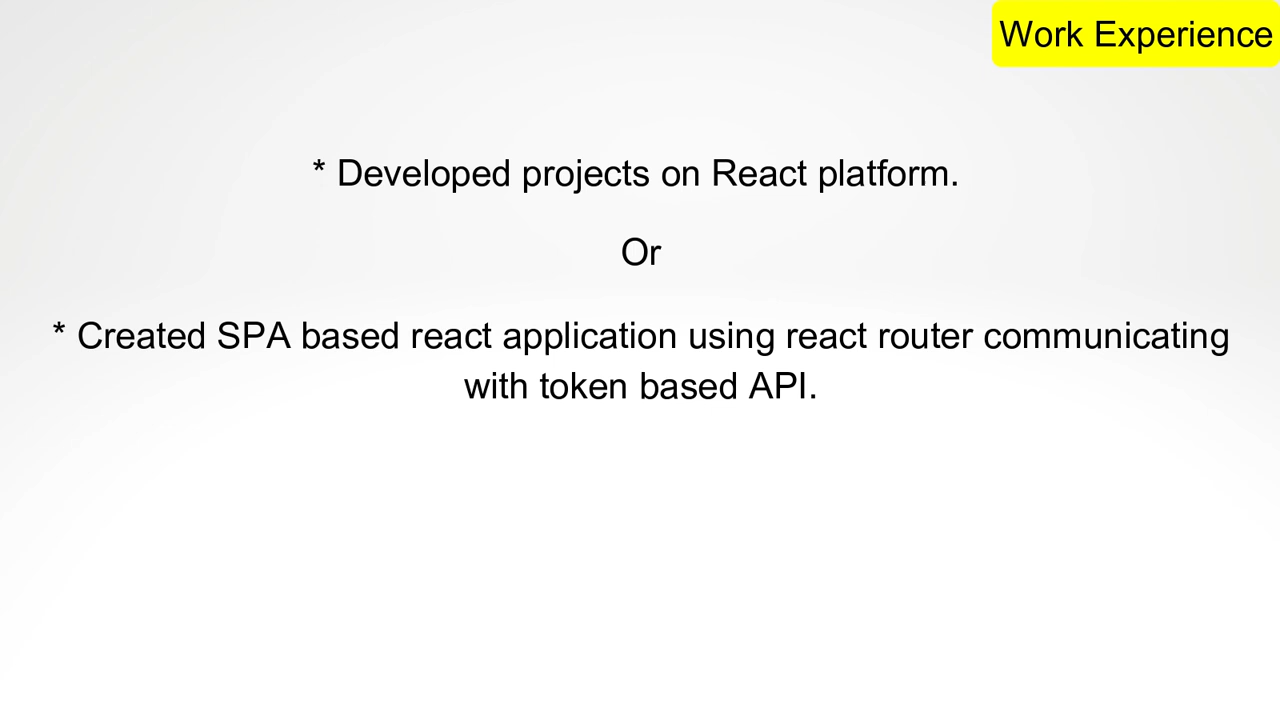 Work Experience
* Developed projects on React platform.
Or
* Created SPA based react application using react router communicating
with token based API.